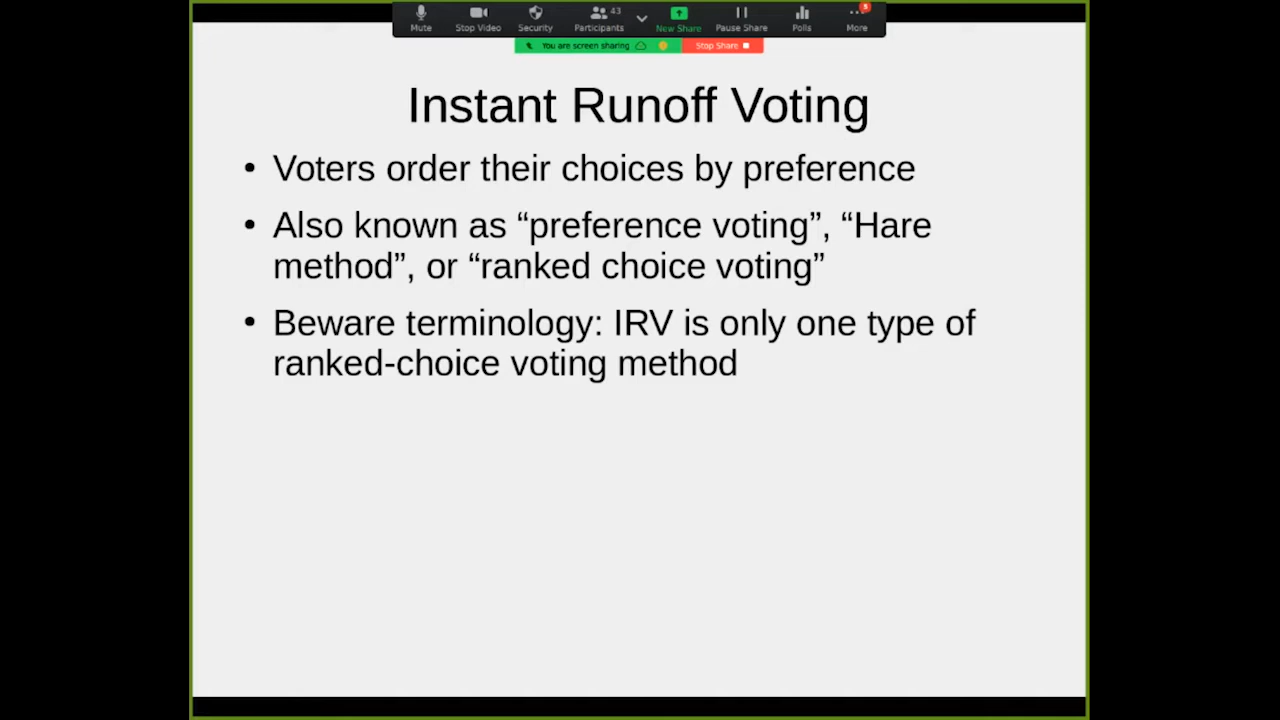 43
5
Mute
Stop Video
Security
Participants
New Share
Pause Share
Polls
More
You are screen sharing
Stop Share
Instant Runoff Voting
• Voters order their choices by preference
• Also known as “preference voting”, “Hare
method”, or “ranked choice voting”
• Beware terminology: IRV is only one type of
ranked-choice voting method